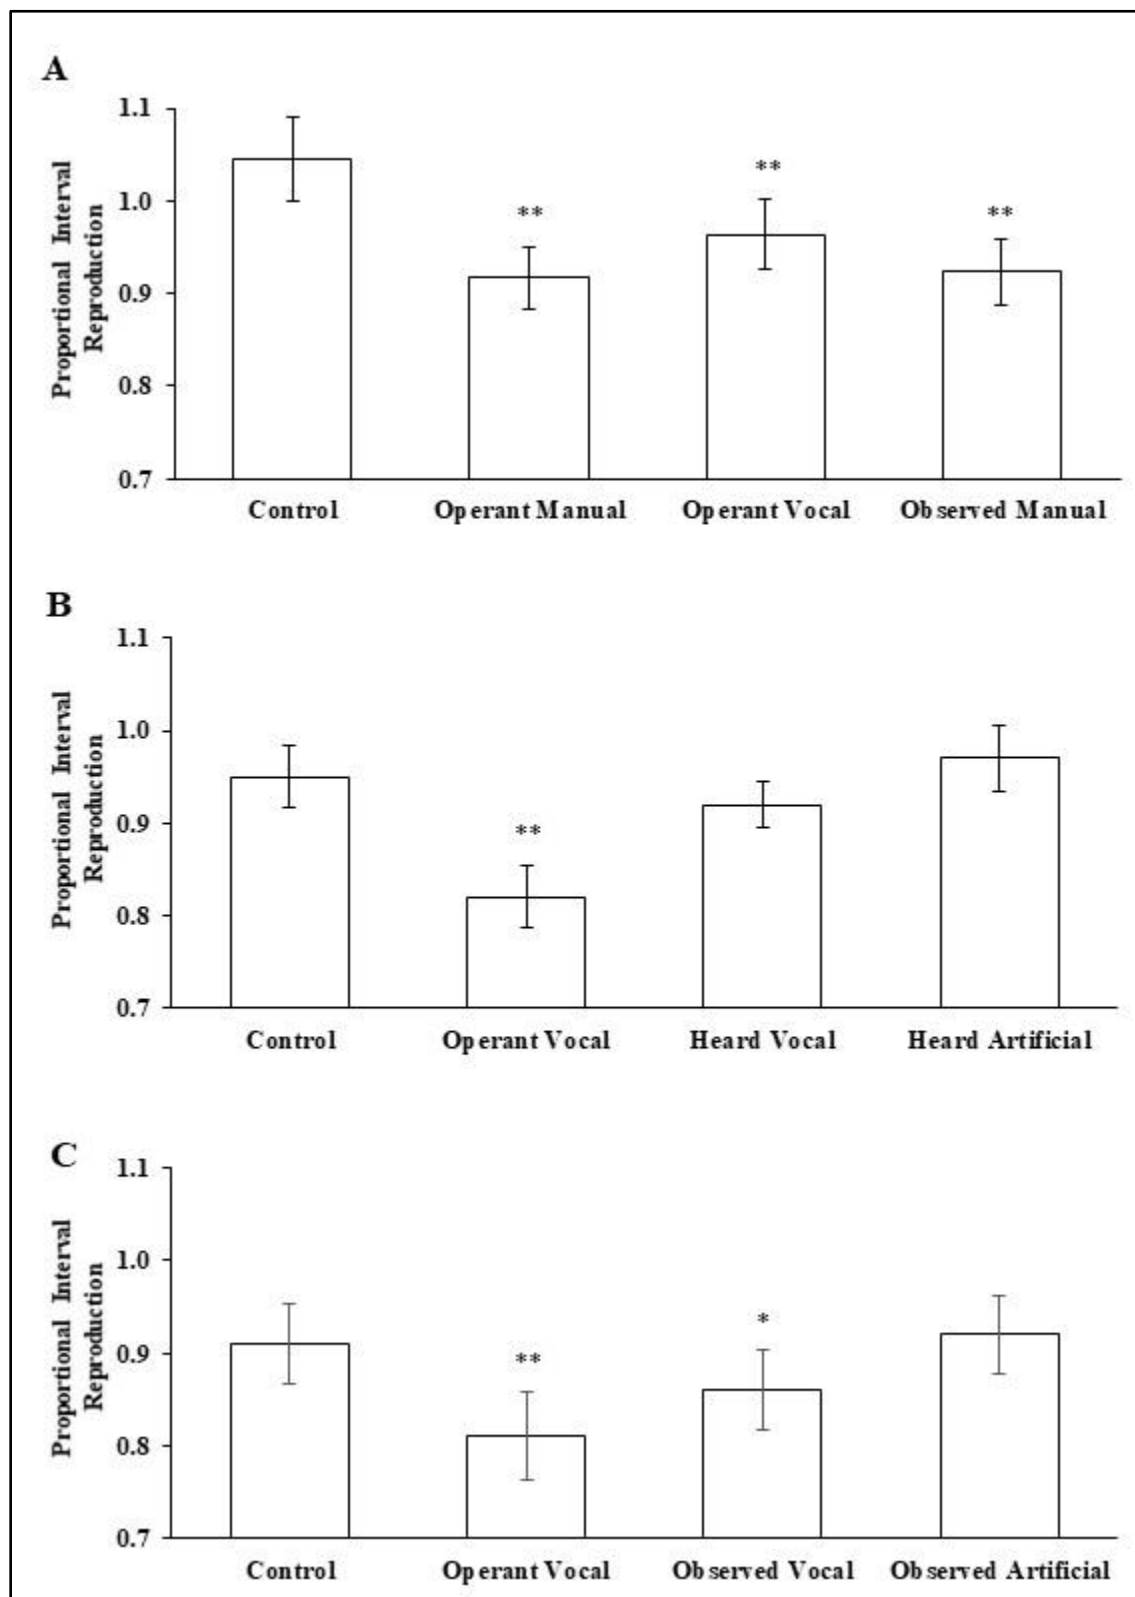 A
1.1
1.0
0.9
0.8
0.7
Proportional Interval
Reproduction
**
**
**
Control Operant Manual Operant Vocal Observed Manual
B
1.1
1.0
0.9
0.8
0.7
Proportional Interval
Reproduction
**
Control Operant Vocal Heard Vocal Heard Artificial
C
1.1
1.0
0.9
0.8
0.7
Proportional Interval
Reproduction
**
*
Control Operant Vocal Observed Vocal Observed Artificial